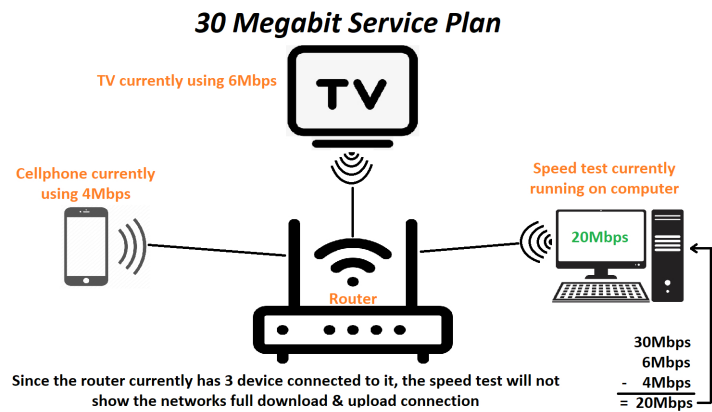 30 Megabit Service Plan
TV currently using 6Mbps
TV
Cellphone currently
using 4Mbps
Speed test currently
running on computer
20Mbps
Router
30Mbps
6Mbps
- 4Mbps
= 20Mbps
Since the router currently has 3 device connected to it, the speed test will not
show the networks full download & upload connection